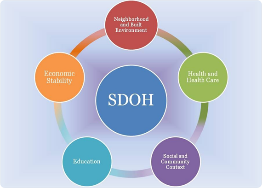 Neighborhood
and Built
Environment
Economic
Stability
Health and
Health Care
SDOH
Education
Social and
Community
Context